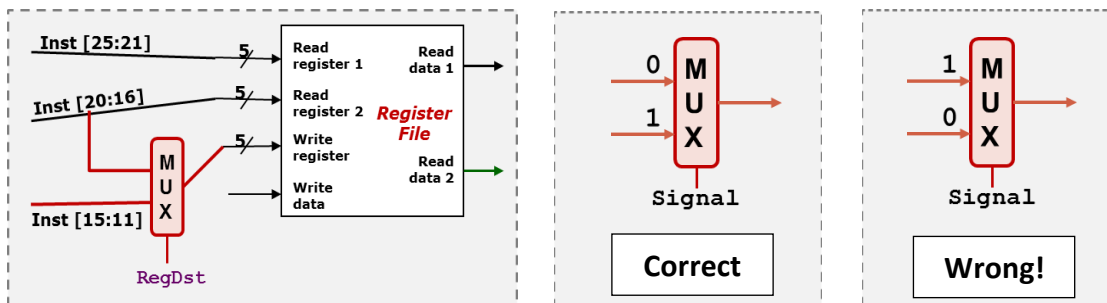 Inst [25:21]
5
Read
register 1
Read
data 1
Inst [20:16]
5
Read
register 2
Register
File
5
Write
register
M
U
X
Read
data 2
Write
data
Inst [15:11]
RegDst
0
1
M
U
X
Signal
Correct
1
0
M
U
X
Signal
Wrong!